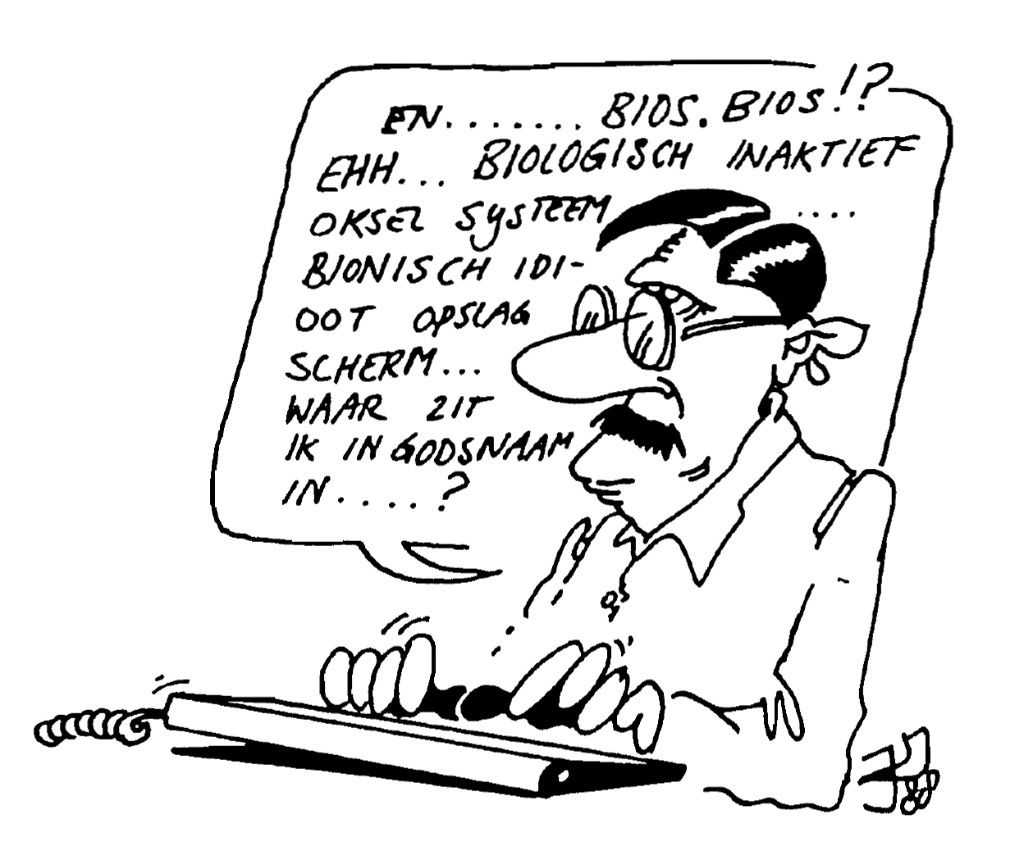 EN....... BIOS. BIOS!?
EHH... BIOLOGISCH INAKTIEF
OKSEL SYSTEEM ....
BIONISCH IDI-
OOT OPSLAG
SCHERM...
WAAR ZIT
IK IN GODSNAAM
IN.....?